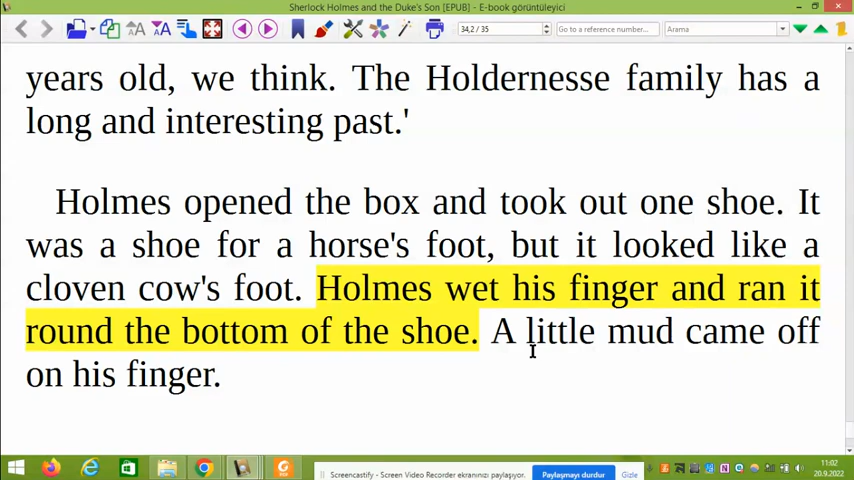 Sherlock Holmes and the Duke's Son [EPUB] - E-book görüntüleyici
34,2 / 35
Go to a reference number...
Arama
years old, we think. The Holdernesse family has a
long and interesting past.'
Holmes opened the box and took out one shoe. It
was a shoe for a horse's foot, but it looked like a
cloven cow's foot. Holmes wet his finger and ran it
round the bottom of the shoe. A little mud came off
on his finger.
Screencastify - Screen Video Recorder ekranınızı paylaşıyor.
Paylaşmayı durdur
Gizle
11:02
20.9.2022